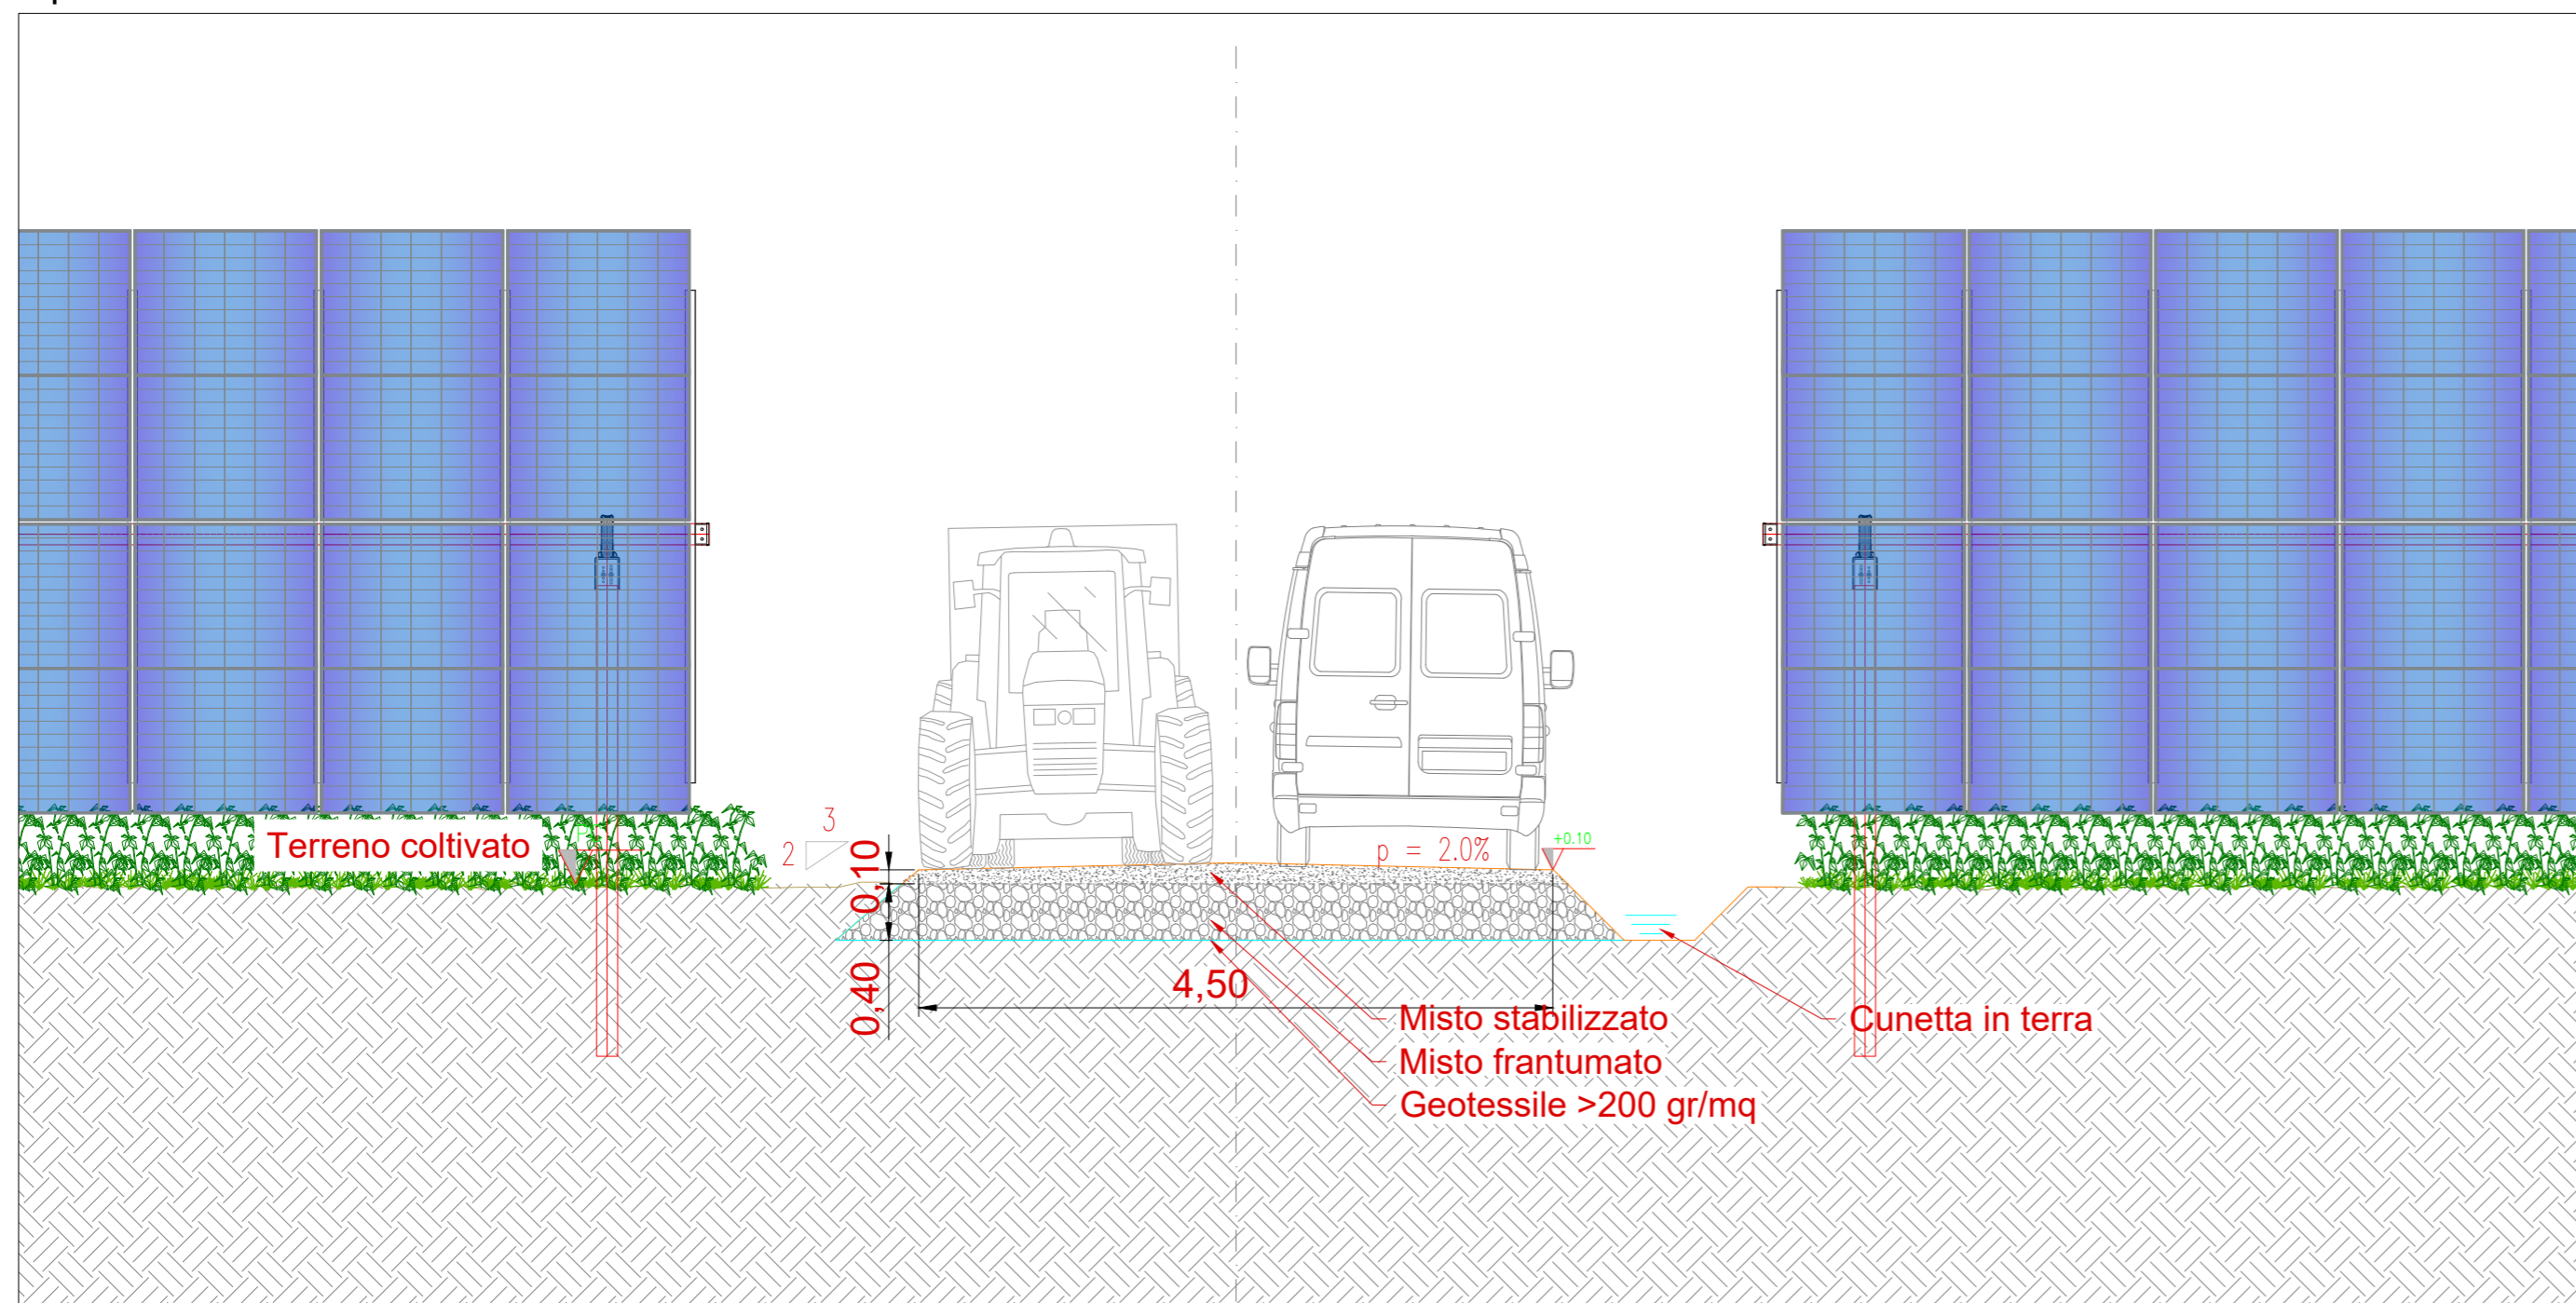 Terreno coltivato
3
2
0,10
0,40
p = 2.0%
+0.10
4,50
Misto stabilizzato
Misto frantumato
Geotessile >200 gr/mq
Cunetta in terra